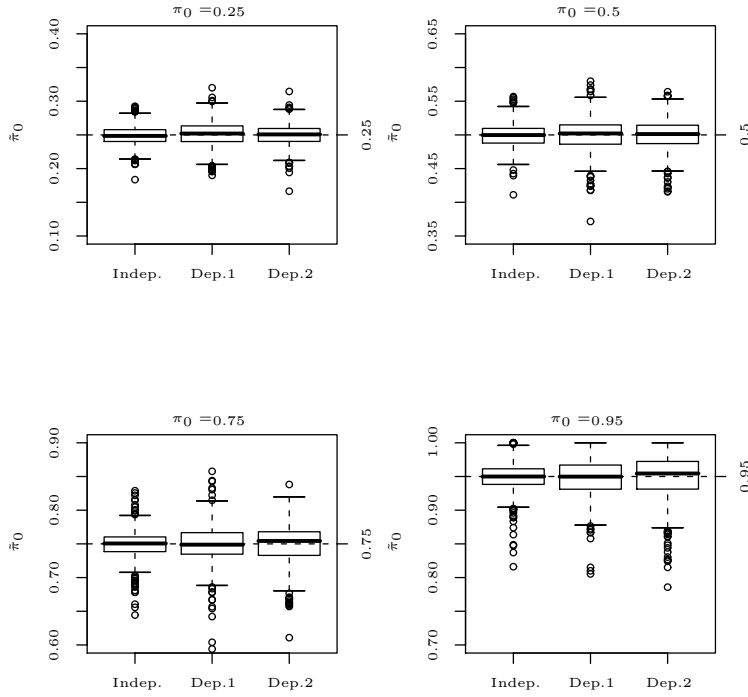 π0 =0.25
0.40
0.30
0.20
0.10
π̃0
0.25
Indep. Dep.1 Dep.2
π0 =0.5
0.65
0.55
0.45
0.35
π̃0
0.5
Indep. Dep.1 Dep.2
π0 =0.75
0.90
0.80
0.70
0.60
π̃0
0.75
Indep. Dep.1 Dep.2
π0 =0.95
1.00
0.90
0.80
0.70
π̃0
0.95
Indep. Dep.1 Dep.2